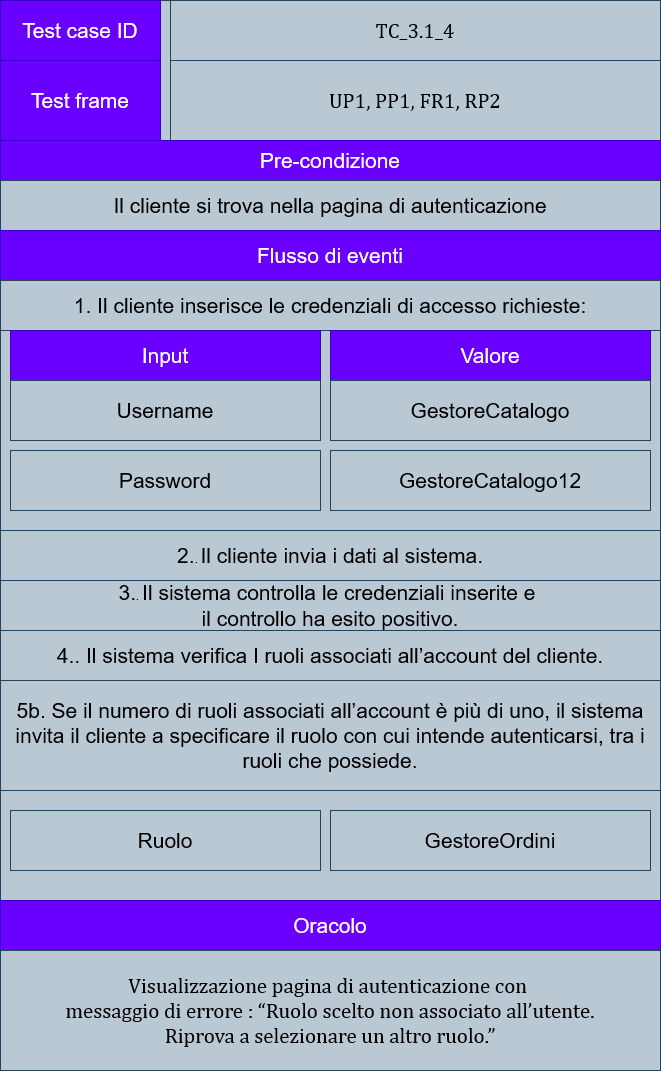 Test case ID
TC_3.1_4
Test frame
UP1, PP1, FR1, RP2
Pre-condizione
Il cliente si trova nella pagina di autenticazione
Flusso di eventi
1. Il cliente inserisce le credenziali di accesso richieste:
Input
Valore
Username
GestoreCatalogo
Password
GestoreCatalogo12
2.. Il cliente invia i dati al sistema.
3.. Il sistema controlla le credenziali inserite e
il controllo ha esito positivo.
4.. Il sistema verifica I ruoli associati all’account del cliente.
5b. Se il numero di ruoli associati all’account è più di uno, il sistema
invita il cliente a specificare il ruolo con cui intende autenticarsi, tra i
ruoli che possiede.
Ruolo
GestoreOrdini
Oracolo
Visualizzazione pagina di autenticazione con
messaggio di errore : “Ruolo scelto non associato all’utente.
Riprova a selezionare un altro ruolo.”